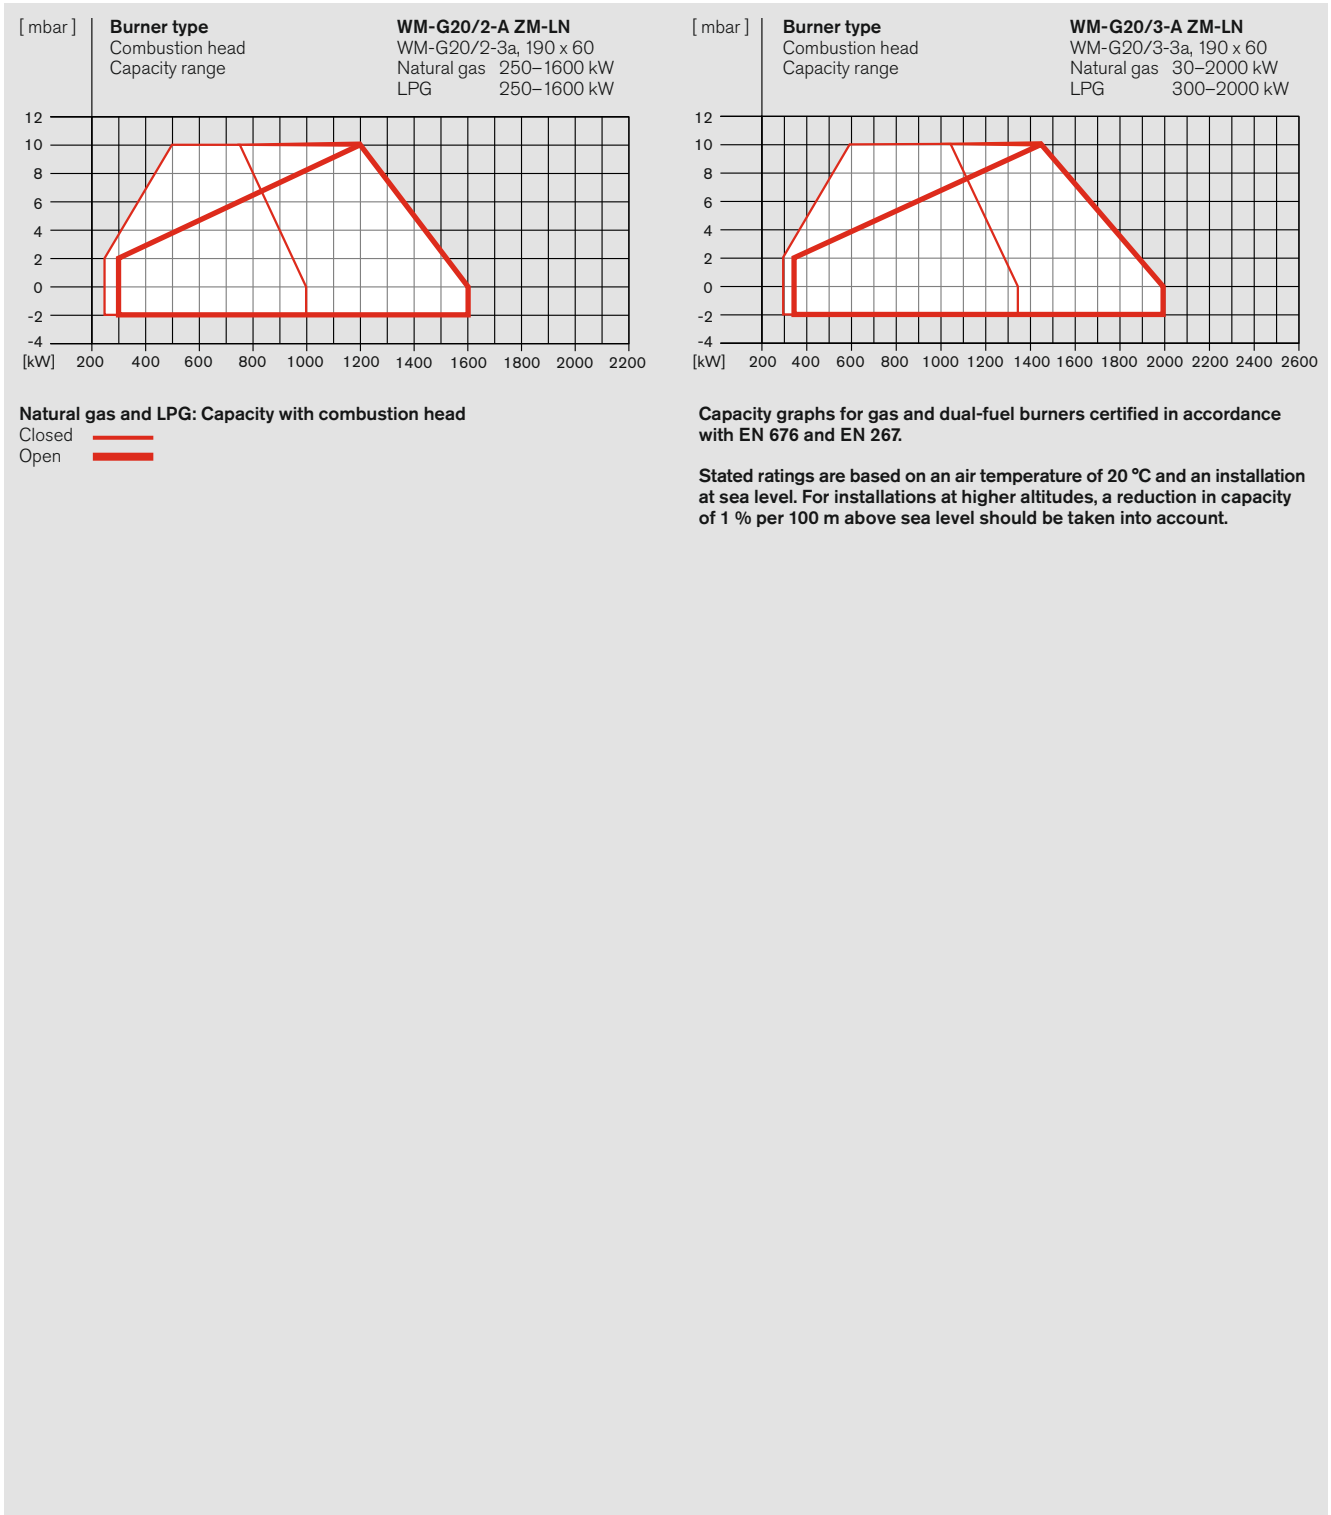 [ mbar ] Burner type WM-G20/2-A ZM-LN
Combustion head WM-G20/2-3a, 190 x 60
Capacity range Natural gas 250–1600 kW
LPG 250–1600 kW
12
10
8
6
4
2
0
-2
-4
[kW] 200 400 600 800 1000 1200 1400 1600 1800 2000 2200
[ mbar ] Burner type WM-G20/3-A ZM-LN
Combustion head WM-G20/3-3a, 190 x 60
Capacity range Natural gas 30–2000 kW
LPG 300–2000 kW
12
10
8
6
4
2
0
-2
-4
[kW] 200 400 600 800 1000 1200 1400 1600 1800 2000 2200 2400 2600
Natural gas and LPG: Capacity with combustion head
Closed
Open
Capacity graphs for gas and dual-fuel burners certified in accordance
with EN 676 and EN 267.
Stated ratings are based on an air temperature of 20 °C and an installation
at sea level. For installations at higher altitudes, a reduction in capacity
of 1 % per 100 m above sea level should be taken into account.